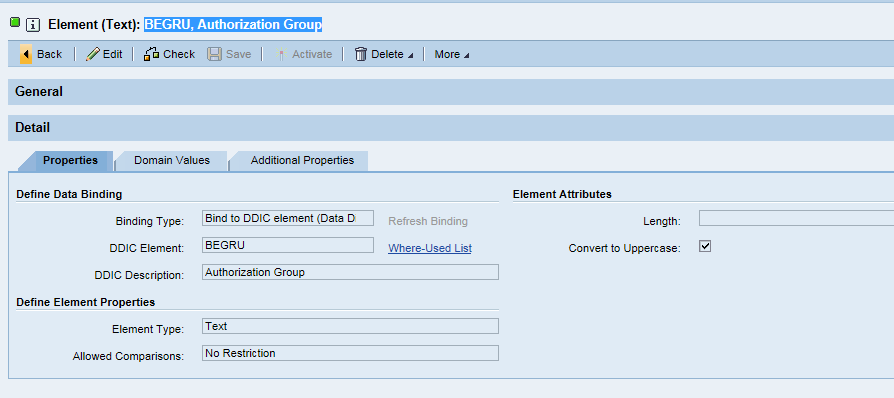 Element (Text): BEGRU, Authorization Group
Back Edit Check Save Activate Delete More
General
Detail
Properties Domain Values Additional Properties
Define Data Binding Element Attributes
Binding Type: Bind to DDIC element (Data D Refresh Binding Length:
DDIC Element: BEGRU Where-Used List Convert to Uppercase:
DDIC Description: Authorization Group
Define Element Properties
Element Type: Text
Allowed Comparisons: No Restriction